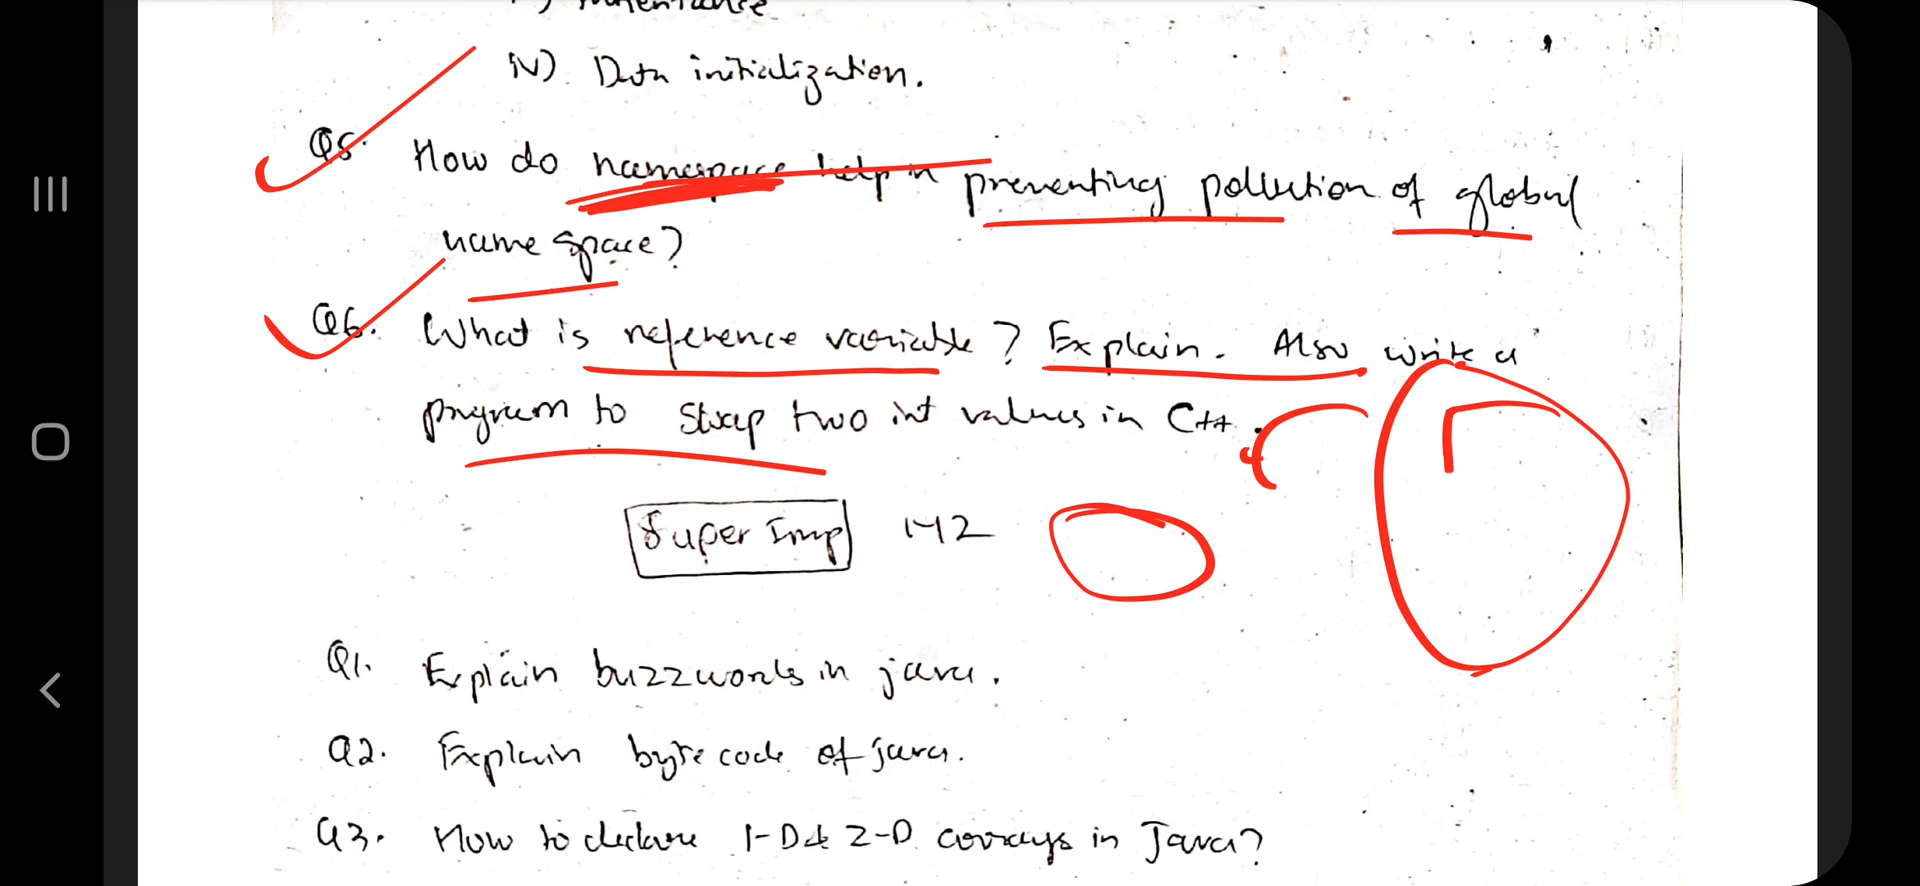 iv) Data initialization.
Q5. How do namespace help in preventing pollution of global
name space?
Q6. What is reference variable? Explain. Also write a
program to swap two int values in C++.
Super Imp M2
Q1. Explain buzzwords in java.
Q2. Explain byte code of java.
Q3. How to declare 1-D & 2-D arrays in Java?